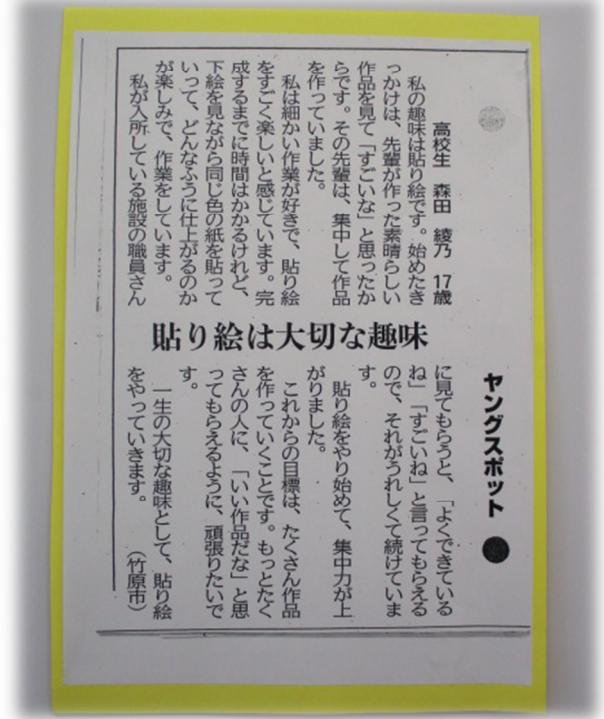 ヤングスポット
貼り絵は大切な趣味
高校生 森田 綾乃 17歳
私の趣味は貼り絵です。始めたき
っかけは、先輩が作った素晴らしい
作品を見て「すごいな」と思ったか
らです。その先輩は、集中して作品
を作っていました。
私は細かい作業が好きで、貼り絵
をすごく楽しいと感じています。完
成するまでに時間はかかるけれど、
下絵を見ながら同じ色の紙を貼って
いって、どんなふうに仕上がるのか
が楽しみで、作業をしています。
私が入所している施設の職員さん
に見てもらうと、「よくできている
ね」「すごいね」と言ってもらえる
ので、それがうれしくて続けていま
す。
貼り絵をやり始めて、集中力が上
がりました。
これからの目標は、たくさん作品
を作っていくことです。もっとたく
さんの人に、「いい作品だな」と思
ってもらえるように、頑張りたいで
す。
一生の大切な趣味として、貼り絵
をやっていきます。 (竹原市)